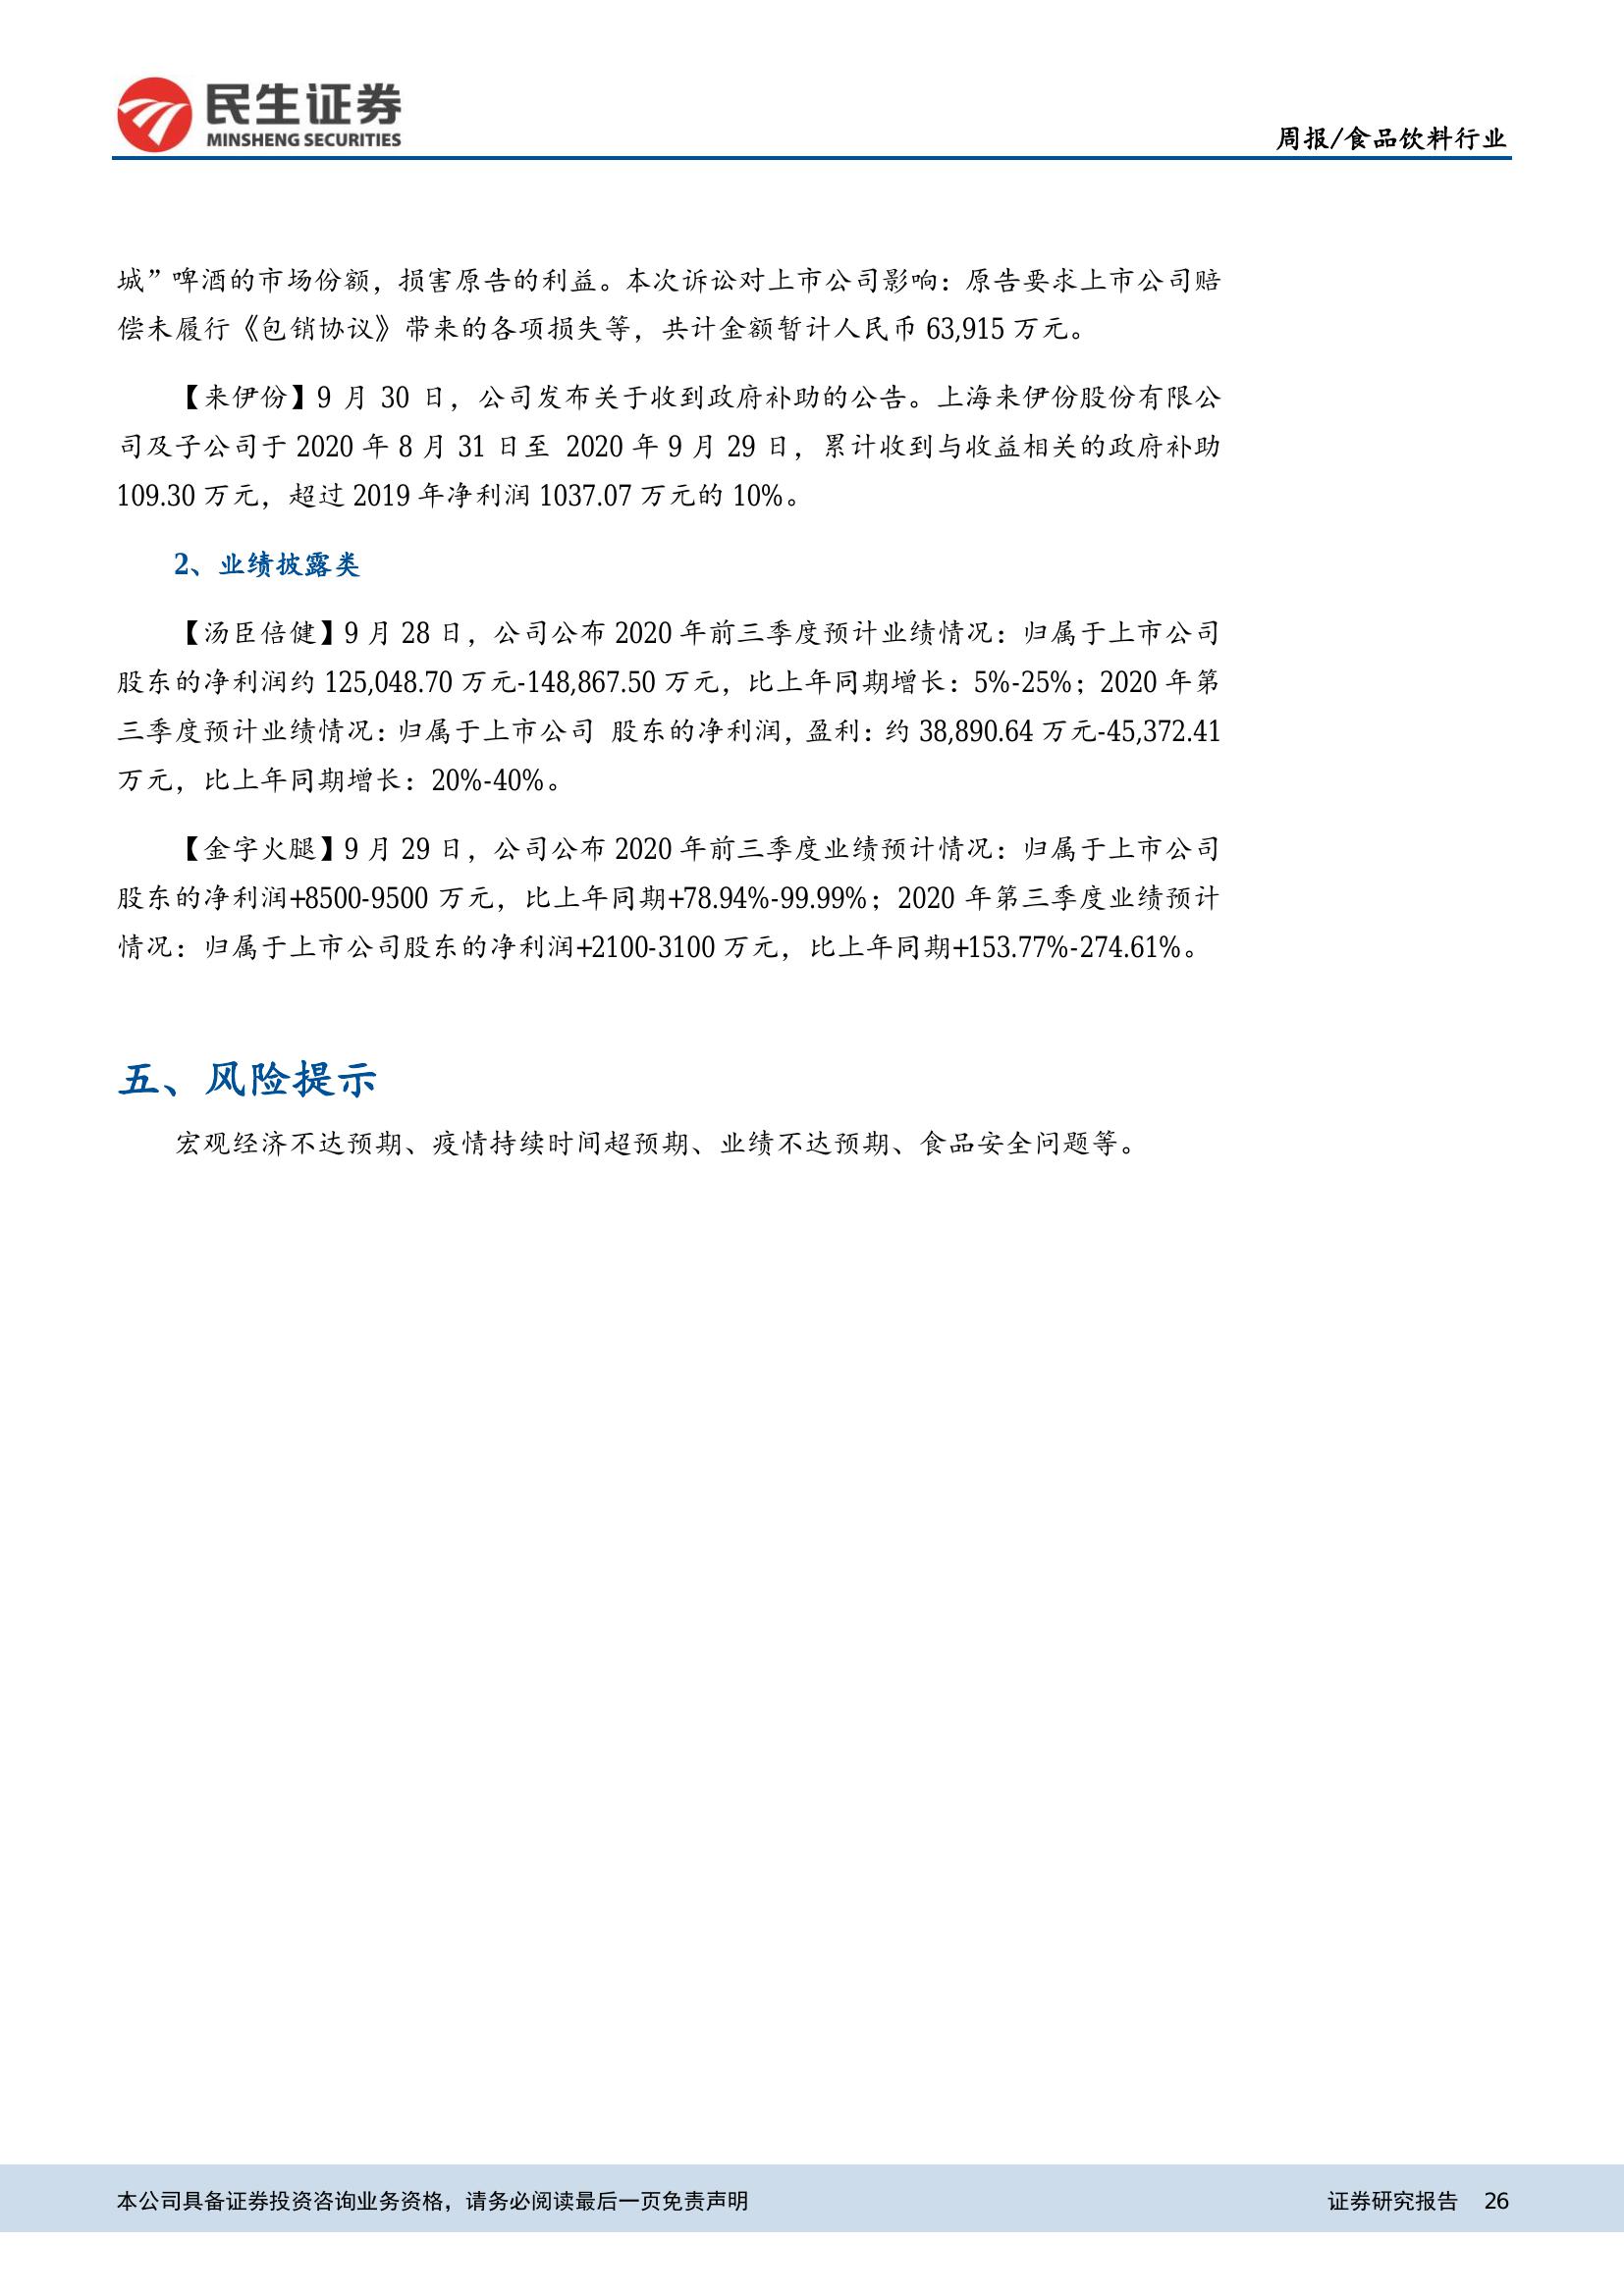 民生证券
MINSHENG SECURITIES
周报/食品饮料行业
城”啤酒的市场份额，损害原告的利益。本次诉讼对上市公司影响：原告要求上市公司赔
偿未履行《包销协议》带来的各项损失等，共计金额暂计人民币 63,915 万元。
【来伊份】9 月 30 日，公司发布关于收到政府补助的公告。上海来伊份股份有限公
司及子公司于 2020 年 8 月 31 日至 2020 年 9 月 29 日，累计收到与收益相关的政府补助
109.30 万元，超过 2019 年净利润 1037.07 万元的 10%。
2、业绩披露类
【汤臣倍健】9 月 28 日，公司公布 2020 年前三季度预计业绩情况：归属于上市公司
股东的净利润约 125,048.70 万元-148,867.50 万元，比上年同期增长：5%-25%；2020 年第
三季度预计业绩情况：归属于上市公司 股东的净利润，盈利：约 38,890.64 万元-45,372.41
万元，比上年同期增长：20%-40%。
【金字火腿】9 月 29 日，公司公布 2020 年前三季度业绩预计情况：归属于上市公司
股东的净利润+8500-9500 万元，比上年同期+78.94%-99.99%；2020 年第三季度业绩预计
情况：归属于上市公司股东的净利润+2100-3100 万元，比上年同期+153.77%-274.61%。
五、风险提示
宏观经济不达预期、疫情持续时间超预期、业绩不达预期、食品安全问题等。
本公司具备证券投资咨询业务资格，请务必阅读最后一页免责声明
证券研究报告 26